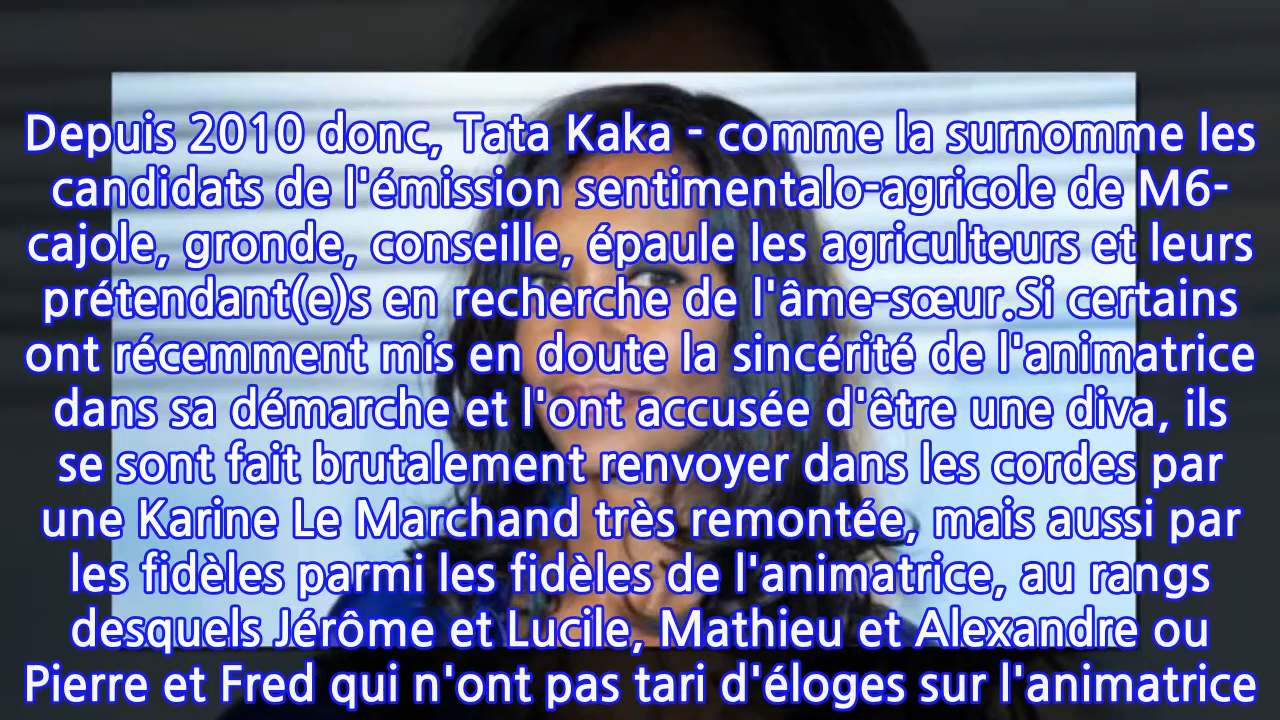 Depuis 2010 donc, Tata Kaka - comme la surnomme les
candidats de l'émission sentimentalo-agricole de M6-
cajole, gronde, conseille, épaule les agriculteurs et leurs
prétendant(e)s en recherche de l'âme-sœur.Si certains
ont récemment mis en doute la sincérité de l'animatrice
dans sa démarche et l'ont accusée d'être une diva, ils
se sont fait brutalement renvoyer dans les cordes par
une Karine Le Marchand très remontée, mais aussi par
les fidèles parmi les fidèles de l'animatrice, au rangs
desquels Jérôme et Lucile, Mathieu et Alexandre ou
Pierre et Fred qui n'ont pas tari d'éloges sur l'animatrice